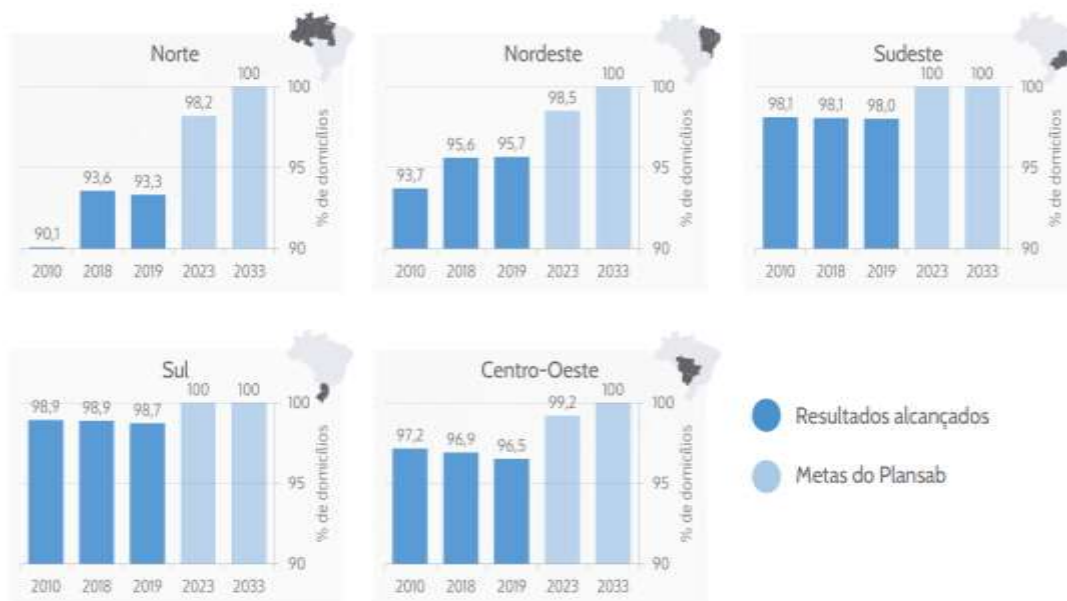 Norte
100
98,2
93,6
93,3
90,1
100
95
90
% de domicílios
2010 2018 2019 2023 2033
Nordeste
100
98,5
95,6
95,7
93,7
100
95
90
% de domicílios
2010 2018 2019 2023 2033
Sudeste
100 100
98,1 98,1 98,0
100
95
90
% de domicílios
2010 2018 2019 2023 2033
Sul
100 100
98,9 98,9 98,7
100
95
90
% de domicílios
2010 2018 2019 2023 2033
Centro-Oeste
100
99,2
97,2 96,9 96,5
100
95
90
% de domicílios
2010 2018 2019 2023 2033
Resultados alcançados
Metas do Plansab